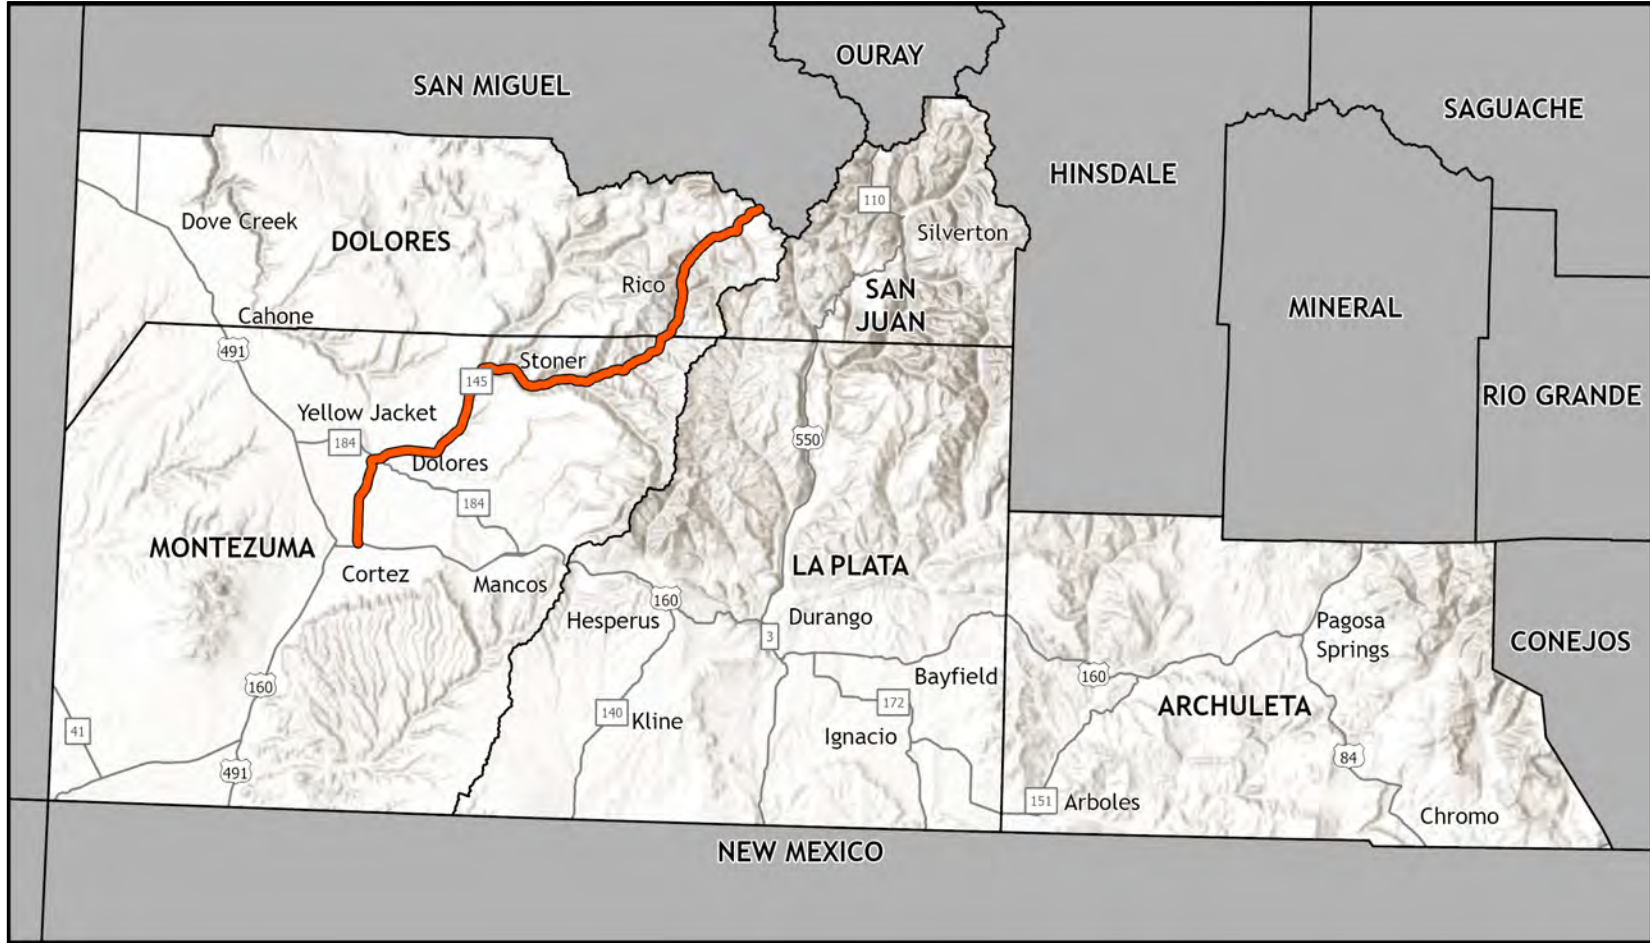 OURAY
SAN MIGUEL
SAGUACHE
HINSDALE
110
Dove Creek
DOLORES
Silverton
Rico
SAN
JUAN
MINERAL
Cahone
491
Stoner
145
RIO GRANDE
Yellow Jacket
184
550
Dolores
184
MONTEZUMA
LA PLATA
Cortez
Mancos
160
Hesperus
Durango
3
Pagosa
Springs
CONEJOS
160
Bayfield
160
172
ARCHULETA
140
Kline
41
Ignacio
84
491
151
Arboles
Chromo
NEW MEXICO